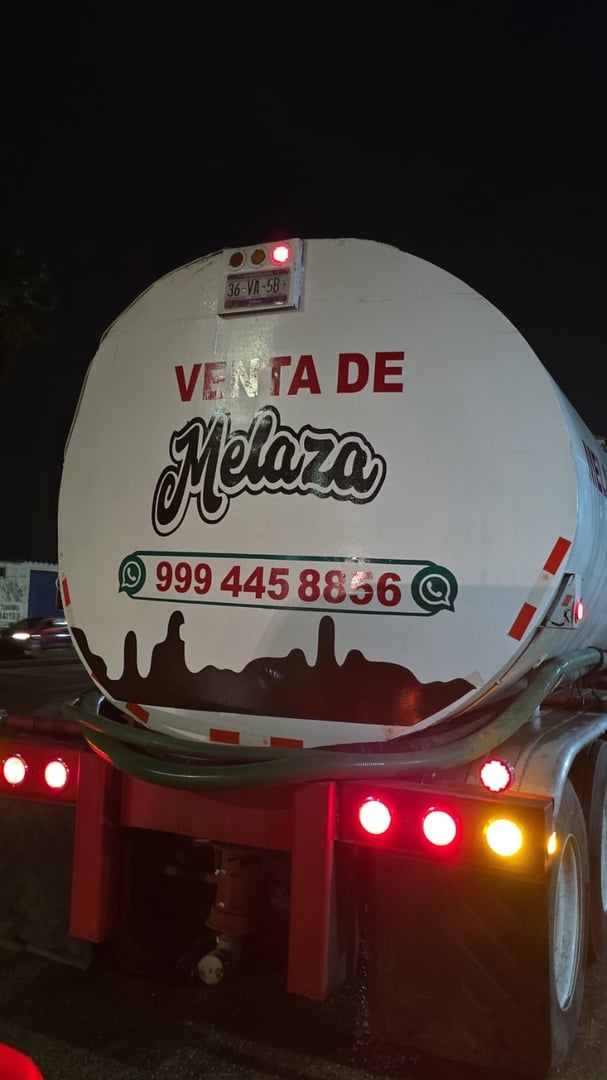 36-VA-5B
VENTA DE
Melaza
999 445 8856